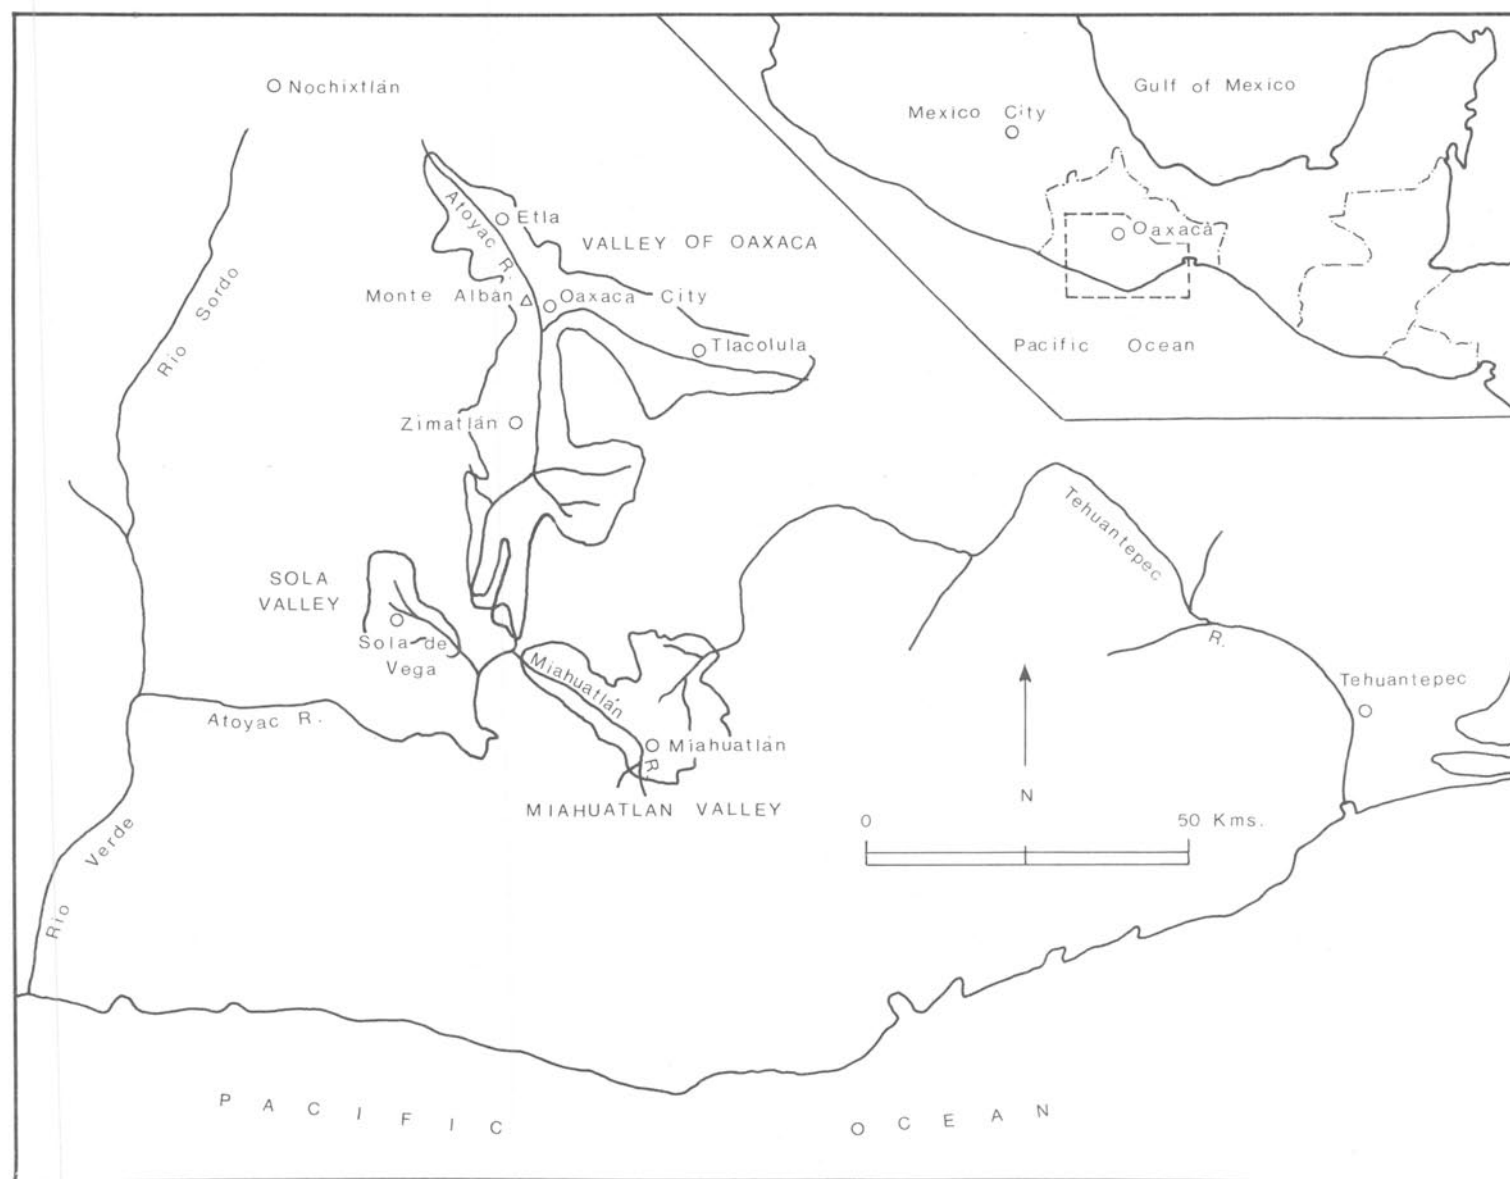 Nochixtlán
Gulf of Mexico
Mexico City
Atoyac R.
Etla
VALLEY OF OAXACA
Oaxaca
Rio Sordo
Monte Albán
Oaxaca City
Tlacolula
Pacific Ocean
Zimatlán
Tehuantepec
R.
SOLA
VALLEY
Sola de
Vega
Miahuatlán
R.
Tehuantepec
Atoyac R.
Miahuatlán
MIAHUATLAN VALLEY
N
0 50 Kms.
Rio Verde
PACIFIC OCEAN